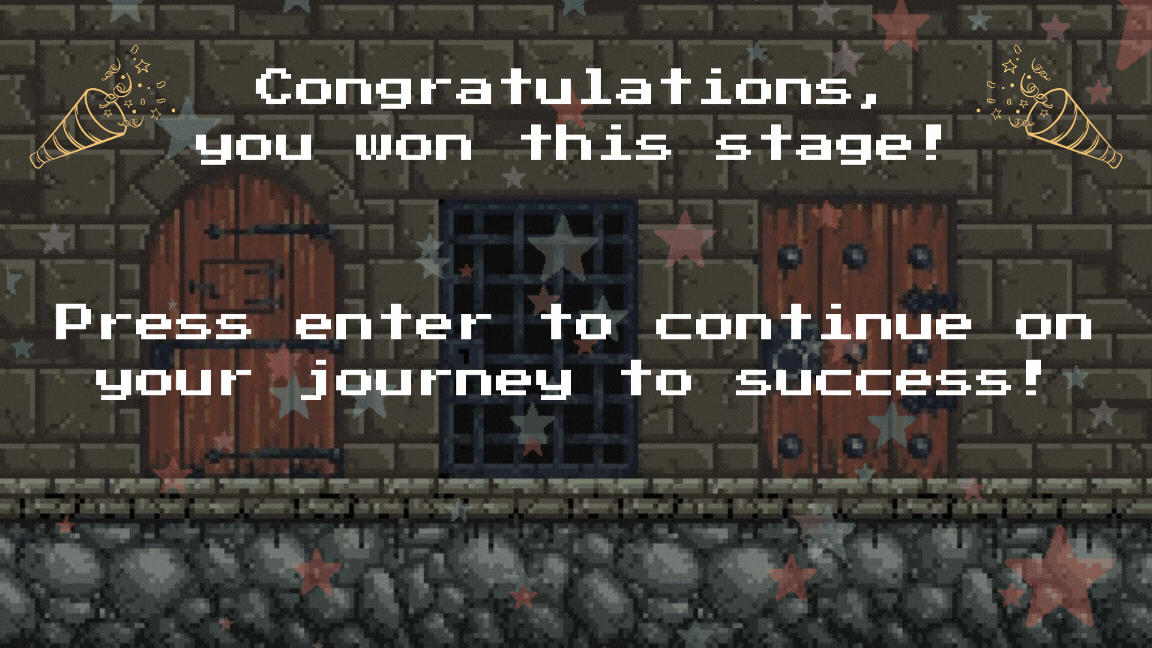 Congratulations,
you won this stage!
Press enter to continue on
your journey to success!